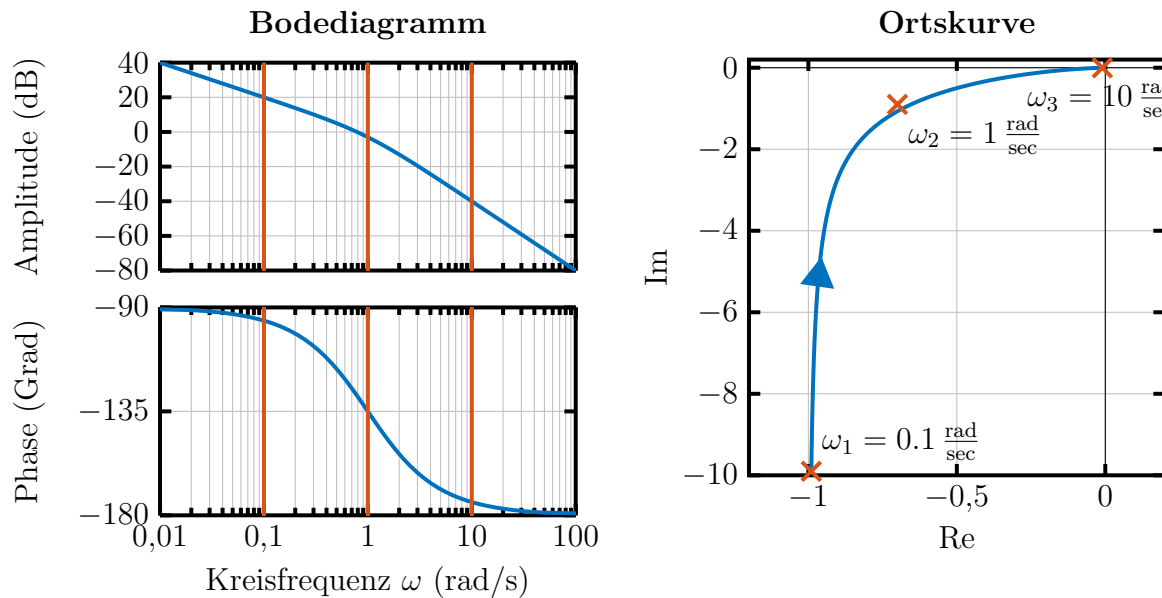 Bodediagramm
Amplitude (dB)
40
20
0
−20
−40
−60
−80
Phase (Grad)
−90
−135
−180
0,01
0,1
1
10
100
Kreisfrequenz ω (rad/s)
Ortskurve
Im
0
−2
−4
−6
−8
−10
ω₃ = 10 rad/sec
ω₂ = 1 rad/sec
ω₁ = 0.1 rad/sec
−1
−0,5
0
Re